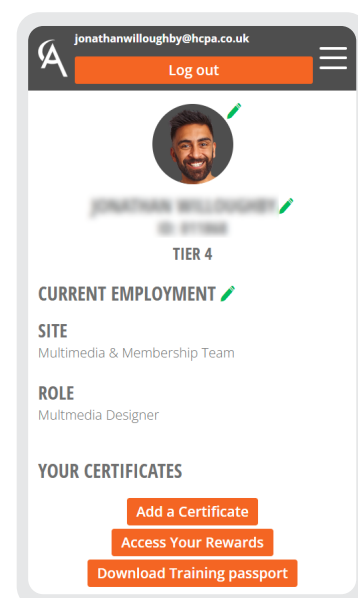 jonathanwilloughby@hcpa.co.uk
Log out
TIER 4
CURRENT EMPLOYMENT
SITE
Multimedia & Membership Team
ROLE
Multmedia Designer
YOUR CERTIFICATES
Add a Certificate
Access Your Rewards
Download Training passport